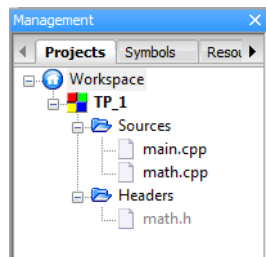 Management
Projects Symbols Resou
Workspace
TP_1
Sources
main.cpp
math.cpp
Headers
math.h